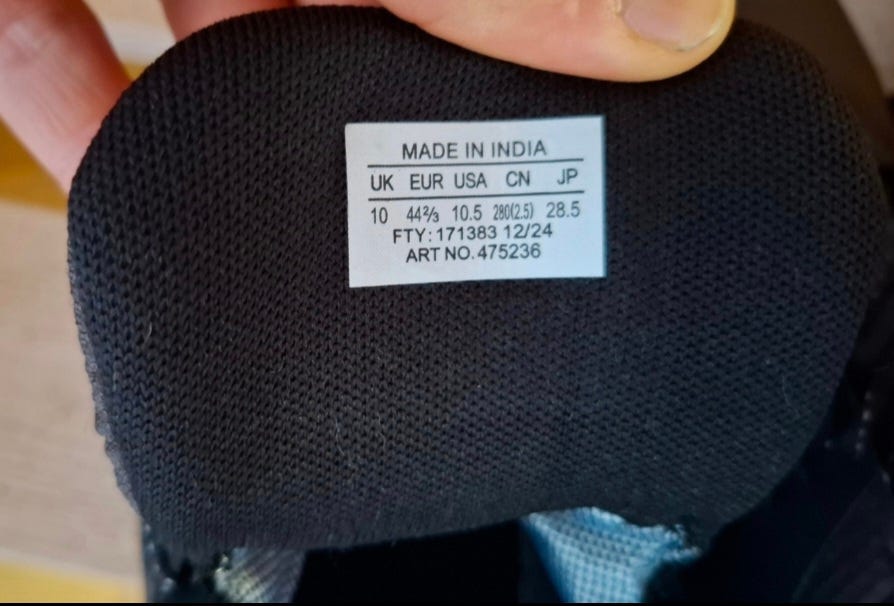 MADE IN INDIA
UK EUR USA CN JP
10 44⅔ 10.5 280(2.5) 28.5
FTY: 171383 12/24
ART NO. 475236